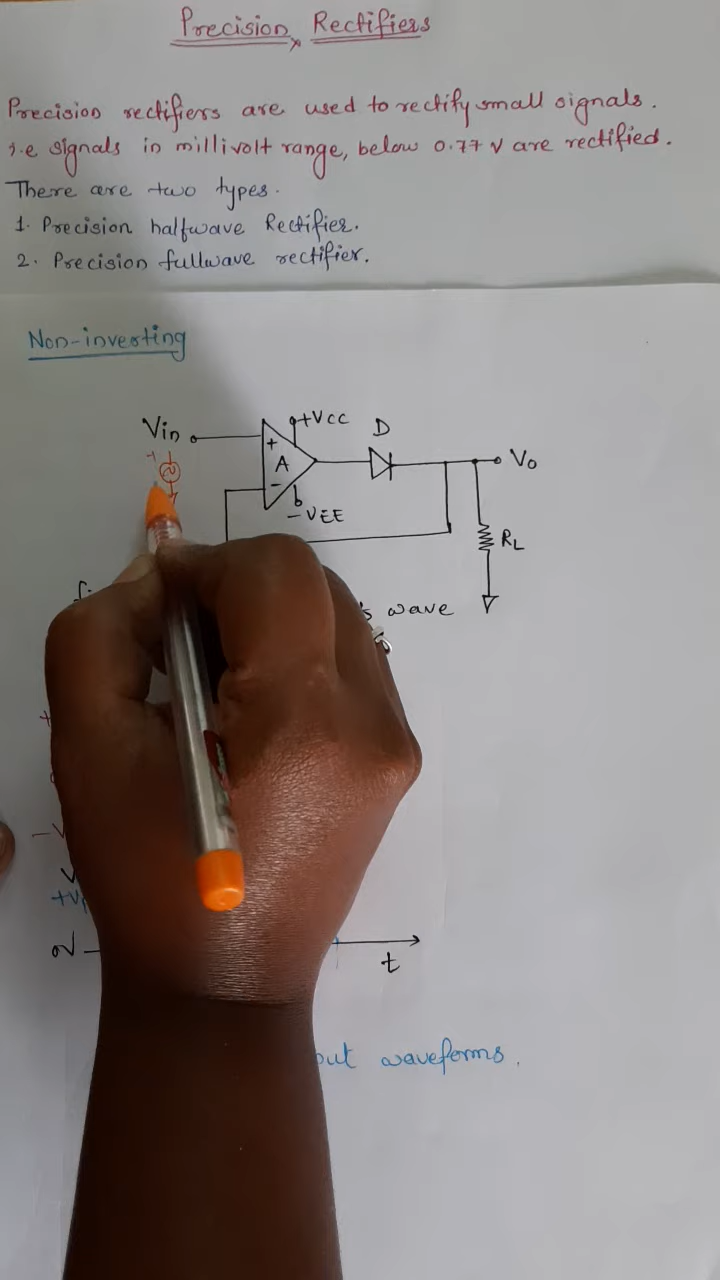 Precision Rectifiers
Precision rectifiers are used to rectify small signals.
i.e signals in millivolt range, below 0.7V are rectified.
There are two types.
1. Precision halfwave Rectifier.
2. Precision fullwave rectifier.
Non-inverting
+Vcc
D
Vin
+
A
Vo
-
-VEE
RL
wave
t
waveforms.